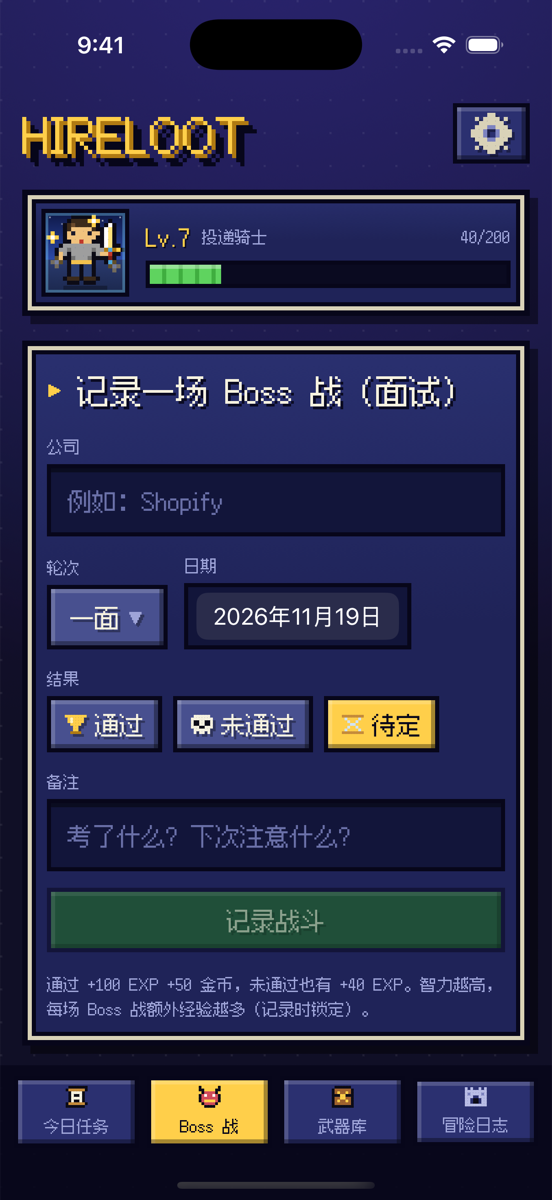 9:41
HIRELOOT
Lv.7 投递骑士 40/200
记录一场 Boss 战（面试）
公司
例如：Shopify
轮次 日期
一面 2026年11月19日
结果
通过 未通过 待定
备注
考了什么？下次注意什么？
记录战斗
通过 +100 EXP +50 金币，未通过也有 +40 EXP。智力越高，
每场 Boss 战额外经验越多（记录时锁定）。
今日任务 Boss 战 武器库 冒险日志